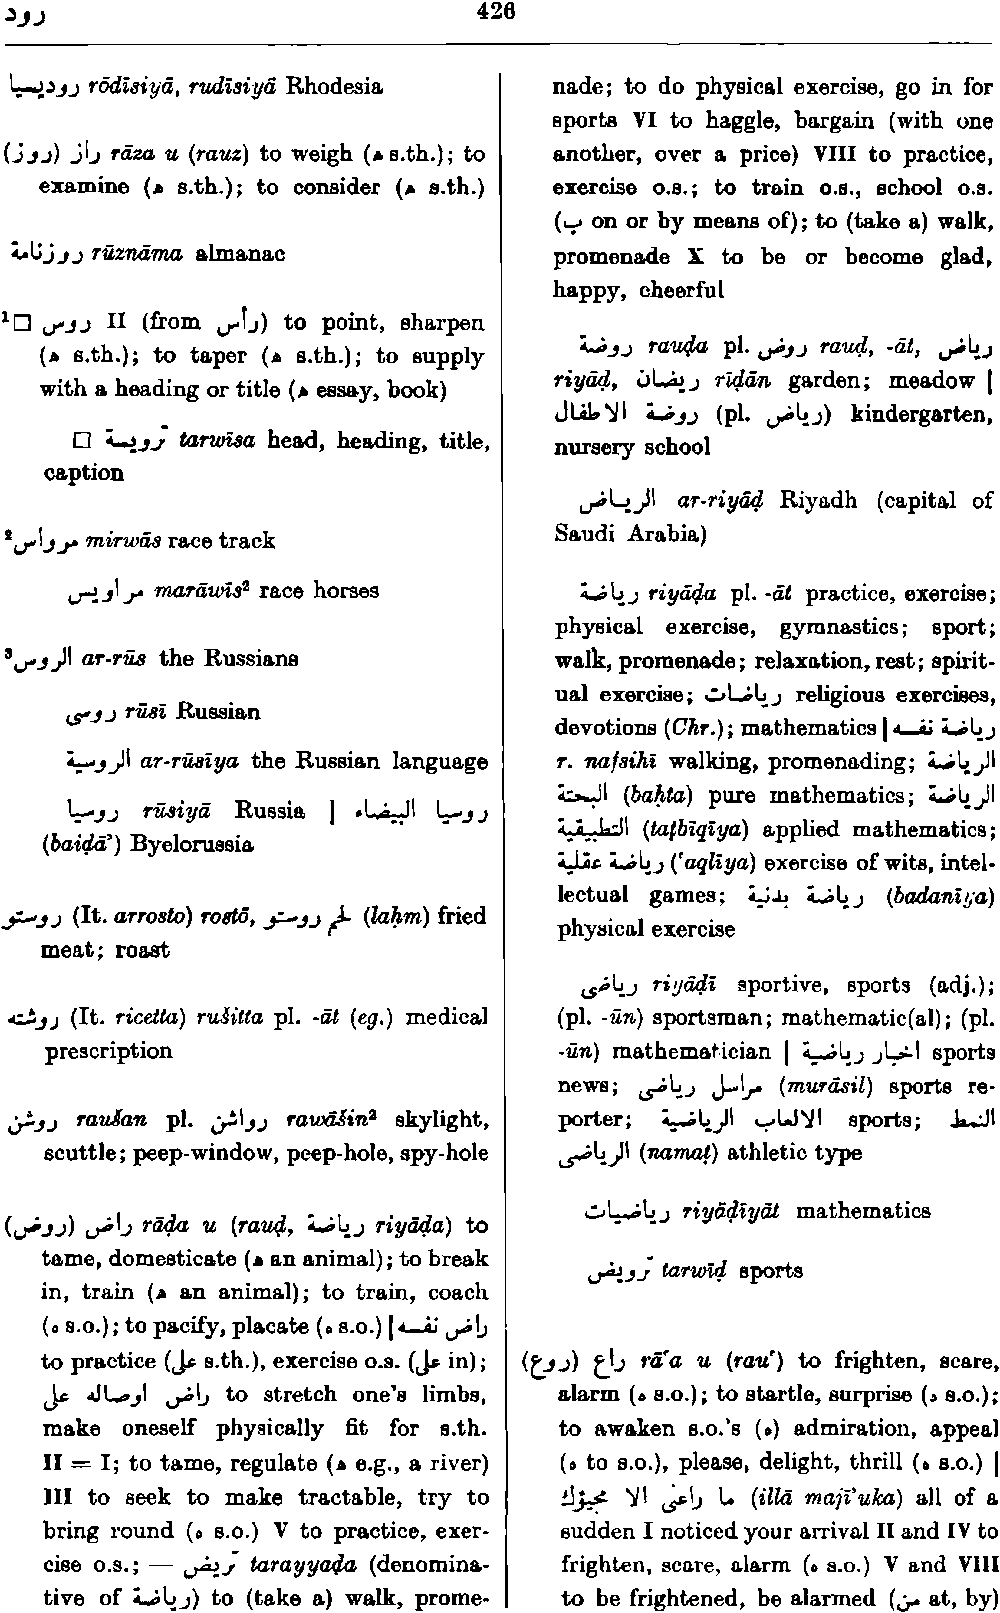 رود
426
روديسيا rōdīsiyā, rudīsiyā Rhodesia
(روز) راز rāza u (rauz) to weigh (ﻫ s.th.); to
examine (ﻫ s.th.); to consider (ﻫ s.th.)
روزنامة rūznāma almanac
¹□ روس II (from رأس) to point, sharpen
(ﻫ s.th.); to taper (ﻫ s.th.); to supply
with a heading or title (ﻫ essay, book)
□ ترويسة tarwīsa head, heading, title,
caption
²مرواس mirwās race track
مراويس marāwīs² race horses
³الروس ar-rūs the Russians
روسى rūsī Russian
الروسية ar-rūsīya the Russian language
روسيا rūsiyā Russia | روسيا البيضاء
(baiḍā’) Byelorussia
روستو (It. arrosto) rostō, لحم روستو (laḥm) fried
meat; roast
روشته (It. ricetta) rušitta pl. -āt (eg.) medical
prescription
روشن raušan pl. رواشن rawāšin² skylight,
scuttle; peep-window, peep-hole, spy-hole
(روض) راض rāḍa u (rauḍ, رياضة riyāḍa) to
tame, domesticate (ﻫ an animal); to break
in, train (ﻫ an animal); to train, coach
(ه s.o.); to pacify, placate (ه s.o.) | راض نفسه
to practice (على s.th.), exercise o.s. (على in);
راض اوصاله على to stretch one’s limbs,
make oneself physically fit for s.th.
II = I; to tame, regulate (ﻫ e.g., a river)
III to seek to make tractable, try to
bring round (ه s.o.) V to practice, exer-
cise o.s.; — تريض tarayyaḍa (denomina-
tive of رياضة) to (take a) walk, prome-
nade; to do physical exercise, go in for
sports VI to haggle, bargain (with one
another, over a price) VIII to practice,
exercise o.s.; to train o.s., school o.s.
(ب on or by means of); to (take a) walk,
promenade X to be or become glad,
happy, cheerful
روضة rauḍa pl. روض rauḍ, -āt, رياض
riyāḍ, ريضان rīḍān garden; meadow |
روضة الاطفال (pl. رياض) kindergarten,
nursery school
الرياض ar-riyāḍ Riyadh (capital of
Saudi Arabia)
رياضة riyāḍa pl. -āt practice, exercise;
physical exercise, gymnastics; sport;
walk, promenade; relaxation, rest; spirit-
ual exercise; رياضات religious exercises,
devotions (Chr.); mathematics | رياضة نفسه
r. nafsihī walking, promenading; الرياضة
البحتة (baḥta) pure mathematics; الرياضة
التطبيقية (taṭbīqīya) applied mathematics;
رياضة عقلية (‘aqlīya) exercise of wits, intel-
lectual games; رياضة بدنية (badanīya)
physical exercise
رياضى riyāḍī sportive, sports (adj.);
(pl. -ūn) sportsman; mathematic(al); (pl.
-ūn) mathematician | اخبار رياضية sports
news; مراسل رياضى (murāsil) sports re-
porter; الالعاب الرياضية sports; النمط
الرياضى (namaṭ) athletic type
رياضيات riyāḍīyāt mathematics
ترويض tarwīḍ sports
(روع) راع rā‘a u (rau‘) to frighten, scare,
alarm (ه s.o.); to startle, surprise (ه s.o.);
to awaken s.o.’s (ه) admiration, appeal
(ه to s.o.), please, delight, thrill (ه s.o.) |
ما راعنى الا مجيؤك (illā majī’uka) all of a
sudden I noticed your arrival II and IV to
frighten, scare, alarm (ه s.o.) V and VIII
to be frightened, be alarmed (من at, by)